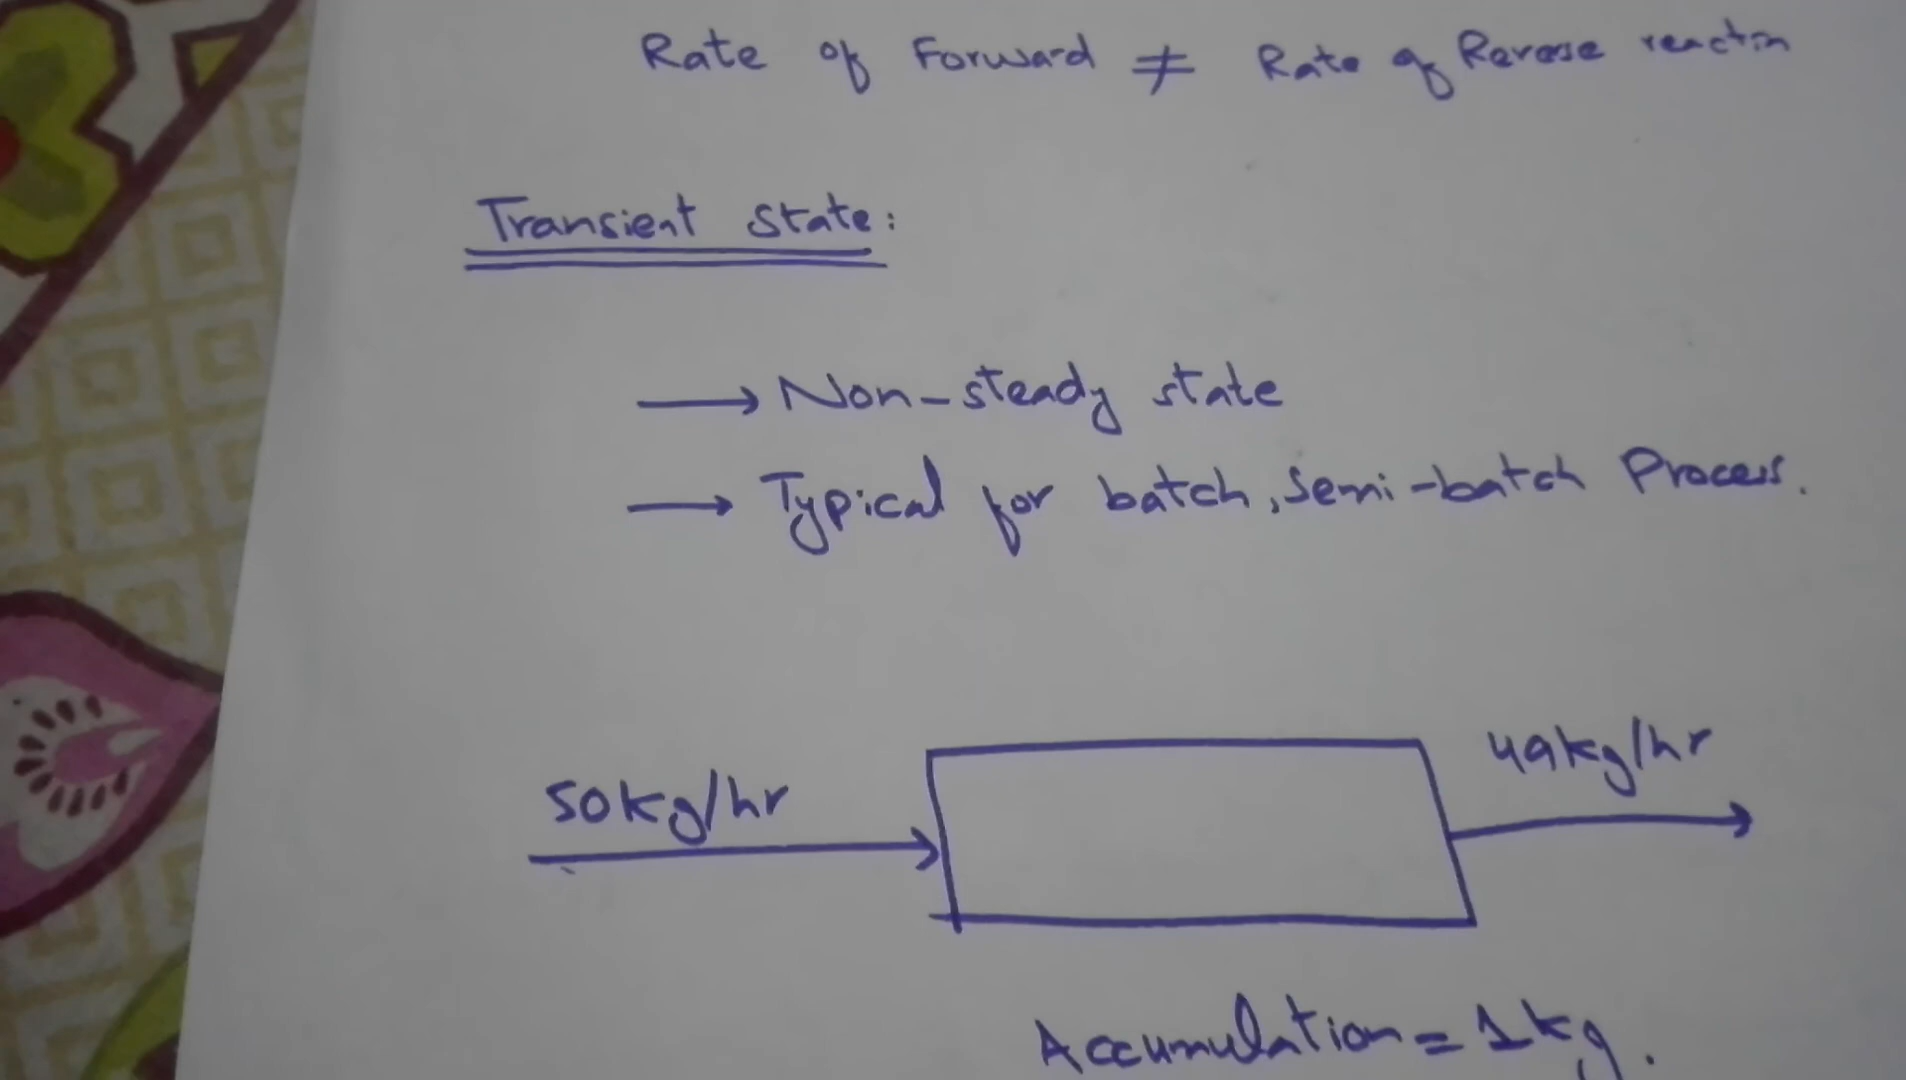 Rate of Forward ≠ Rate of Reverse reactin
Transient state:
→ Non-steady state
→ Typical for batch, Semi-batch Process.
50kg/hr
49kg/hr
Accumulation = 1kg.